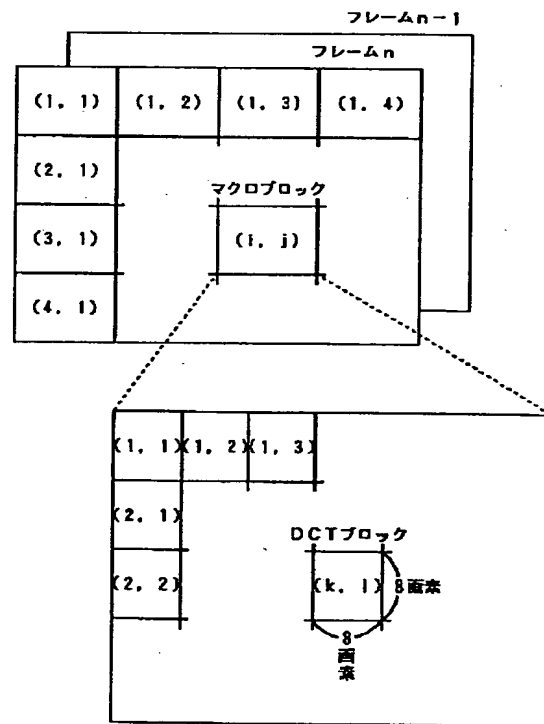 フレームn-1
フレームn
(1, 1) (1, 2) (1, 3) (1, 4)
(2, 1)
マクロブロック
(3, 1) (i, j)
(4, 1)
(1, 1) (1, 2) (1, 3)
(2, 1)
DCTブロック
(2, 2) (k, l) 8画素
8
画
素